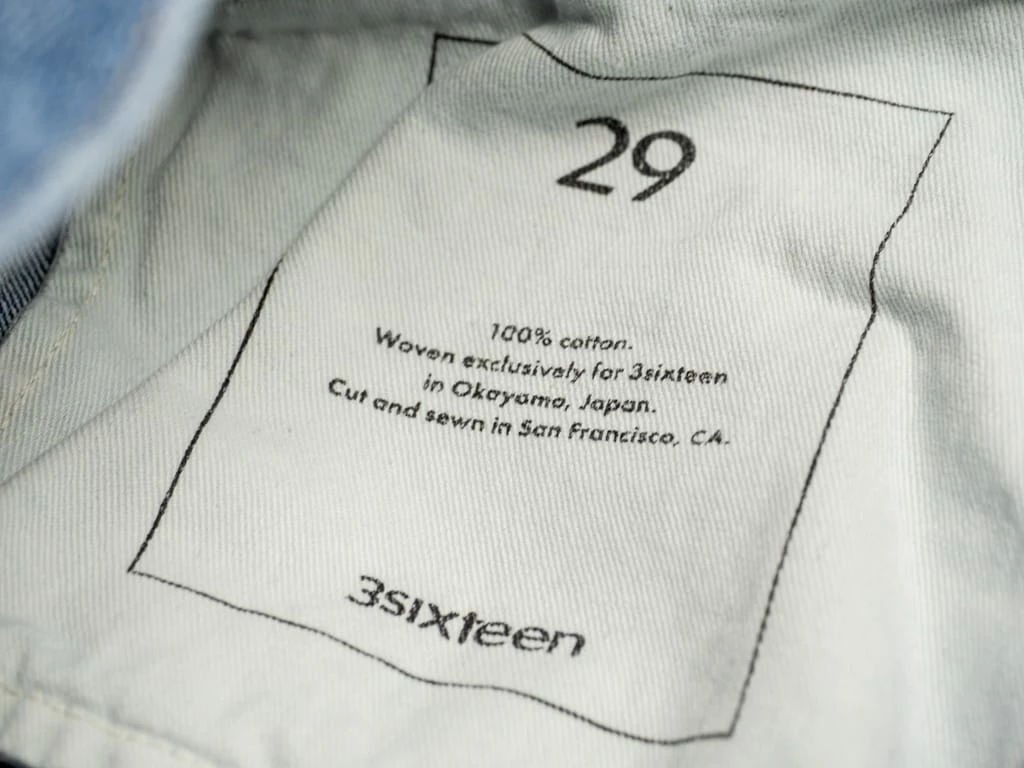 29
100% cotton.
Woven exclusively for 3sixteen
in Okayama, Japan.
Cut and sewn in San Francisco, CA.
3sixteen